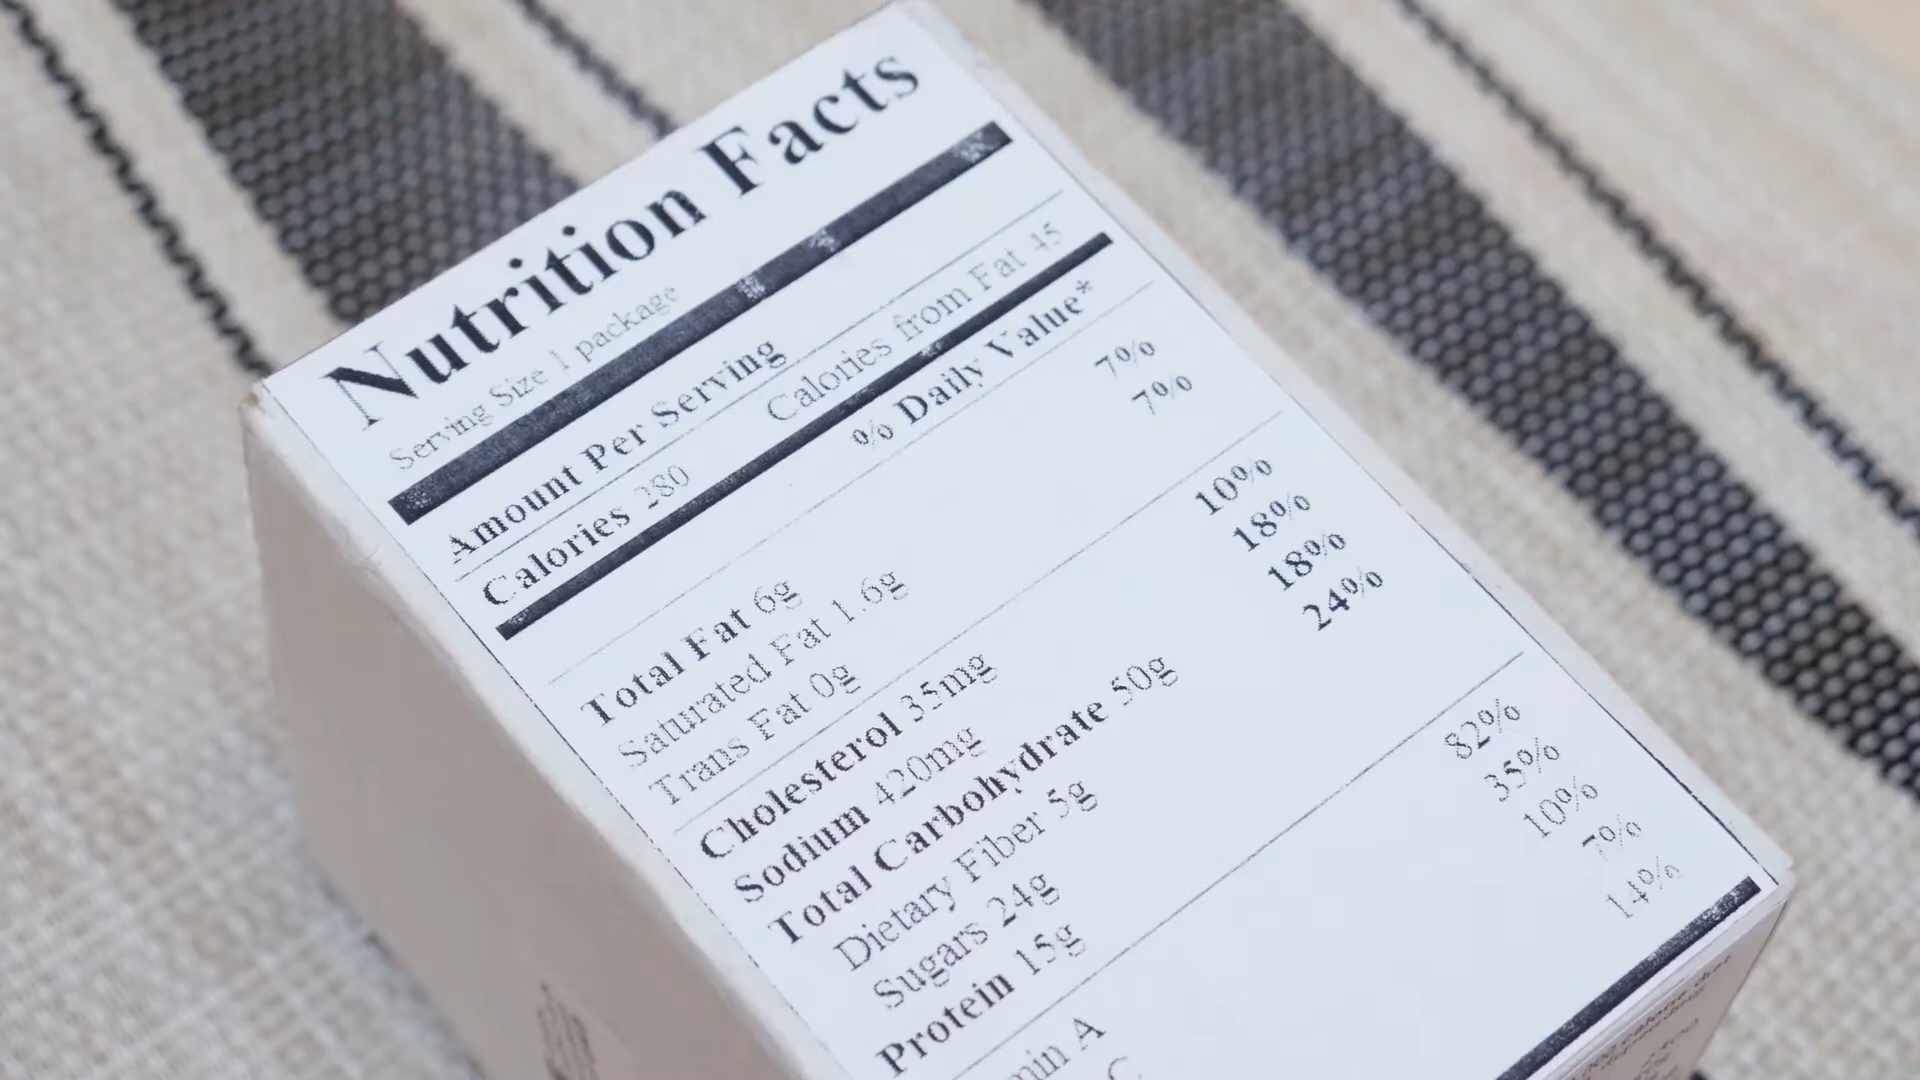 Nutrition Facts
Serving Size 1 package
Amount Per Serving
Calories 280 Calories from Fat 45
% Daily Value*
Total Fat 6g 7%
Saturated Fat 1.6g 7%
Trans Fat 0g
Cholesterol 35mg 10%
Sodium 420mg 18%
Total Carbohydrate 50g 18%
Dietary Fiber 5g 24%
Sugars 24g
Protein 15g
min A 82%
C 35%
10%
7%
14%